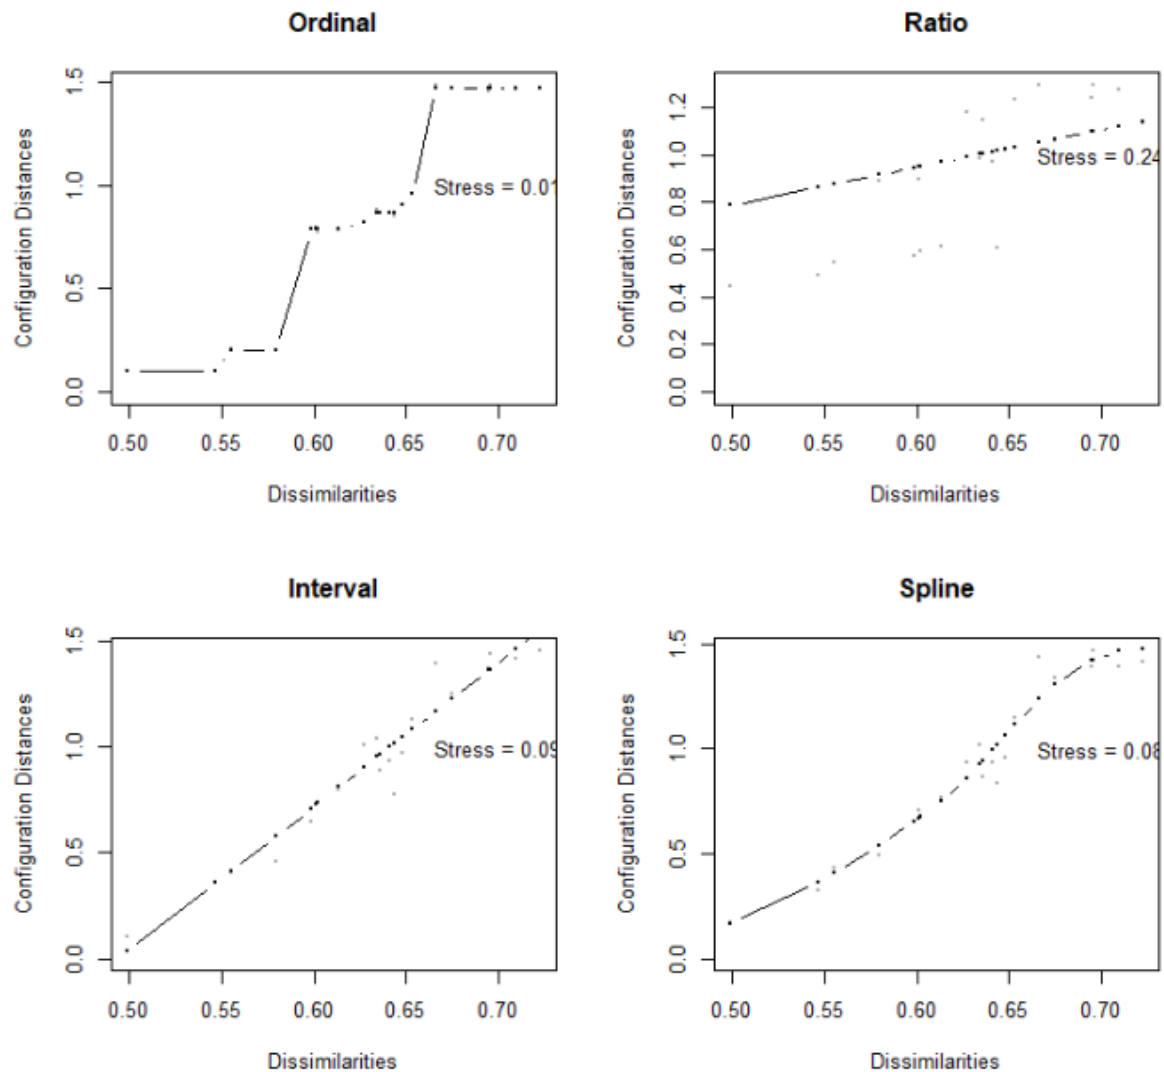 Ordinal
Configuration Distances
1.5
1.0
0.5
0.0
Stress = 0.01
0.50 0.55 0.60 0.65 0.70
Dissimilarities
Ratio
Configuration Distances
1.2
1.0
0.8
0.6
0.4
0.2
0.0
Stress = 0.24
0.50 0.55 0.60 0.65 0.70
Dissimilarities
Interval
Configuration Distances
1.5
1.0
0.5
0.0
Stress = 0.09
0.50 0.55 0.60 0.65 0.70
Dissimilarities
Spline
Configuration Distances
1.5
1.0
0.5
0.0
Stress = 0.08
0.50 0.55 0.60 0.65 0.70
Dissimilarities